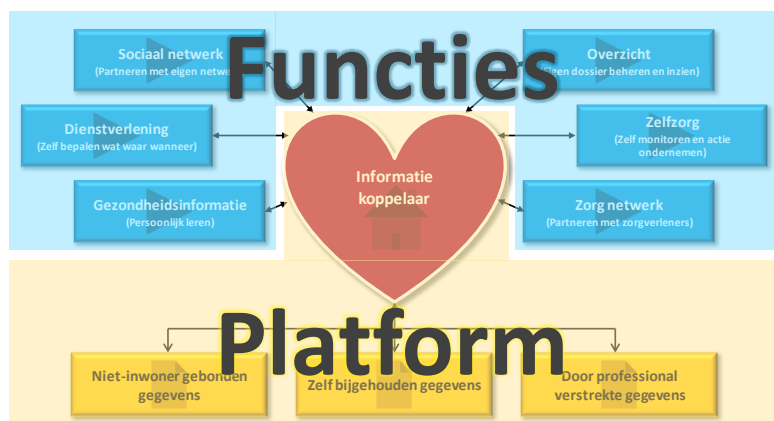 Functies
Sociaal netwerk
(Partneren met eigen netwe
Overzicht
Eigen dossier beheren en inzien)
Dienstverlening
(Zelf bepalen wat waar wanneer)
Zelfzorg
(Zelf monitoren en actie
ondernemen)
Gezondheidsinformatie
(Persoonlijk leren)
Zorg netwerk
(Partneren met zorgverleners)
Informatie
koppelaar
Platform
Niet-inwoner gebonden
gegevens
Zelf bijgehouden gegevens
Door professional
verstrekte gegevens